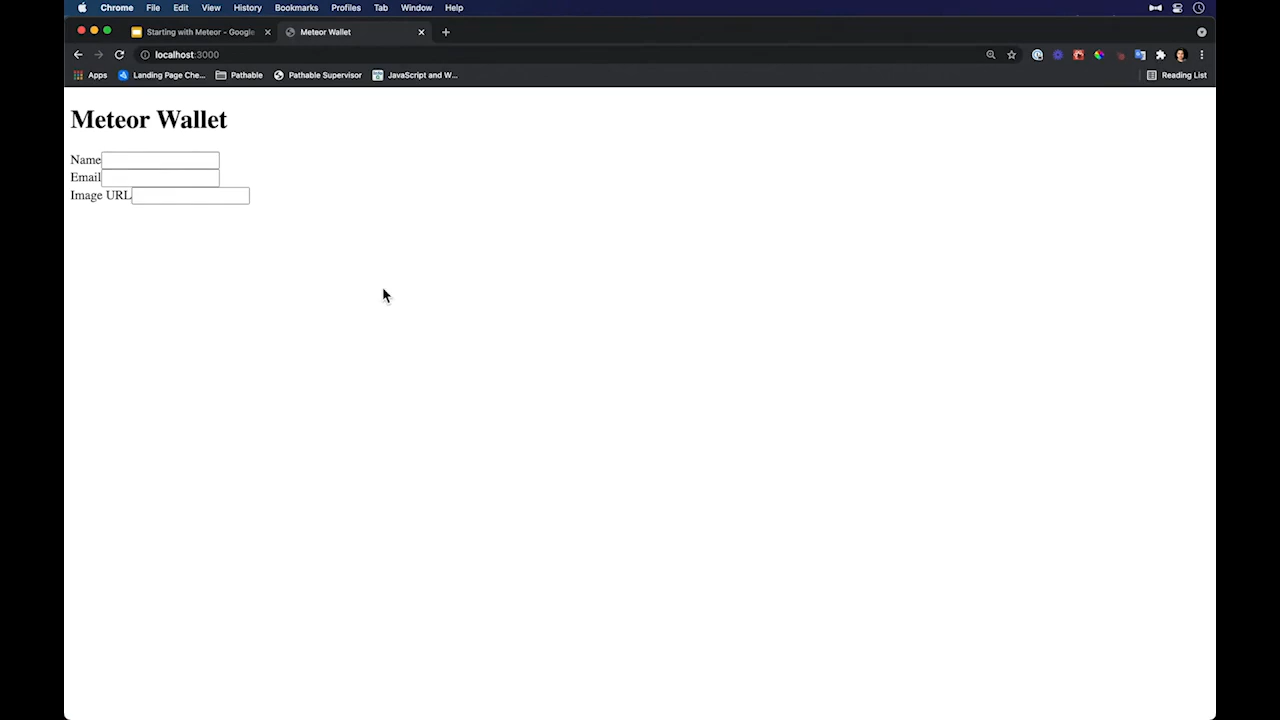 Chrome File Edit View History Bookmarks Profiles Tab Window Help
Starting with Meteor - Google Meteor Wallet
localhost:3000
Apps Landing Page Che... Pathable Pathable Supervisor JavaScript and W... Reading List
Meteor Wallet
Name
Email
Image URL